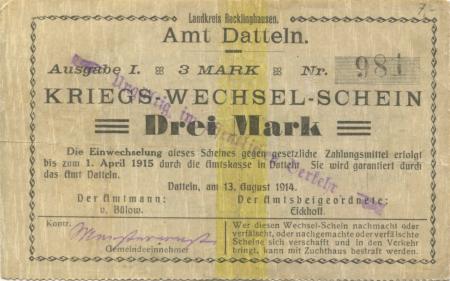 7-
Landkreis Recklinghausen.
Amt Datteln.
Ausgabe I. 3 MARK Nr. 981
KRIEGS-WECHSEL-SCHEIN
Drei Mark
Ungültig im Verkehr
Die Einwechselung dieses Scheines gegen gesetzliche Zahlungsmittel erfolgt
bis zum 1. April 1915 durch die Amtskasse in Datteln. Sie wird garantiert durch
das Amt Datteln.
Datteln, am 13. August 1914.
Der Amtmann: Der Amtsbeigeordnete:
v. Bülow. Eickhoff.
Kontr.
Gemeindeeinnehmer
Wer diesen Wechsel-Schein nachmacht oder
verfälscht, oder nachgemachte oder verfälschte
Scheine sich verschafft und in den Verkehr
bringt, kann mit Zuchthaus bestraft werden.